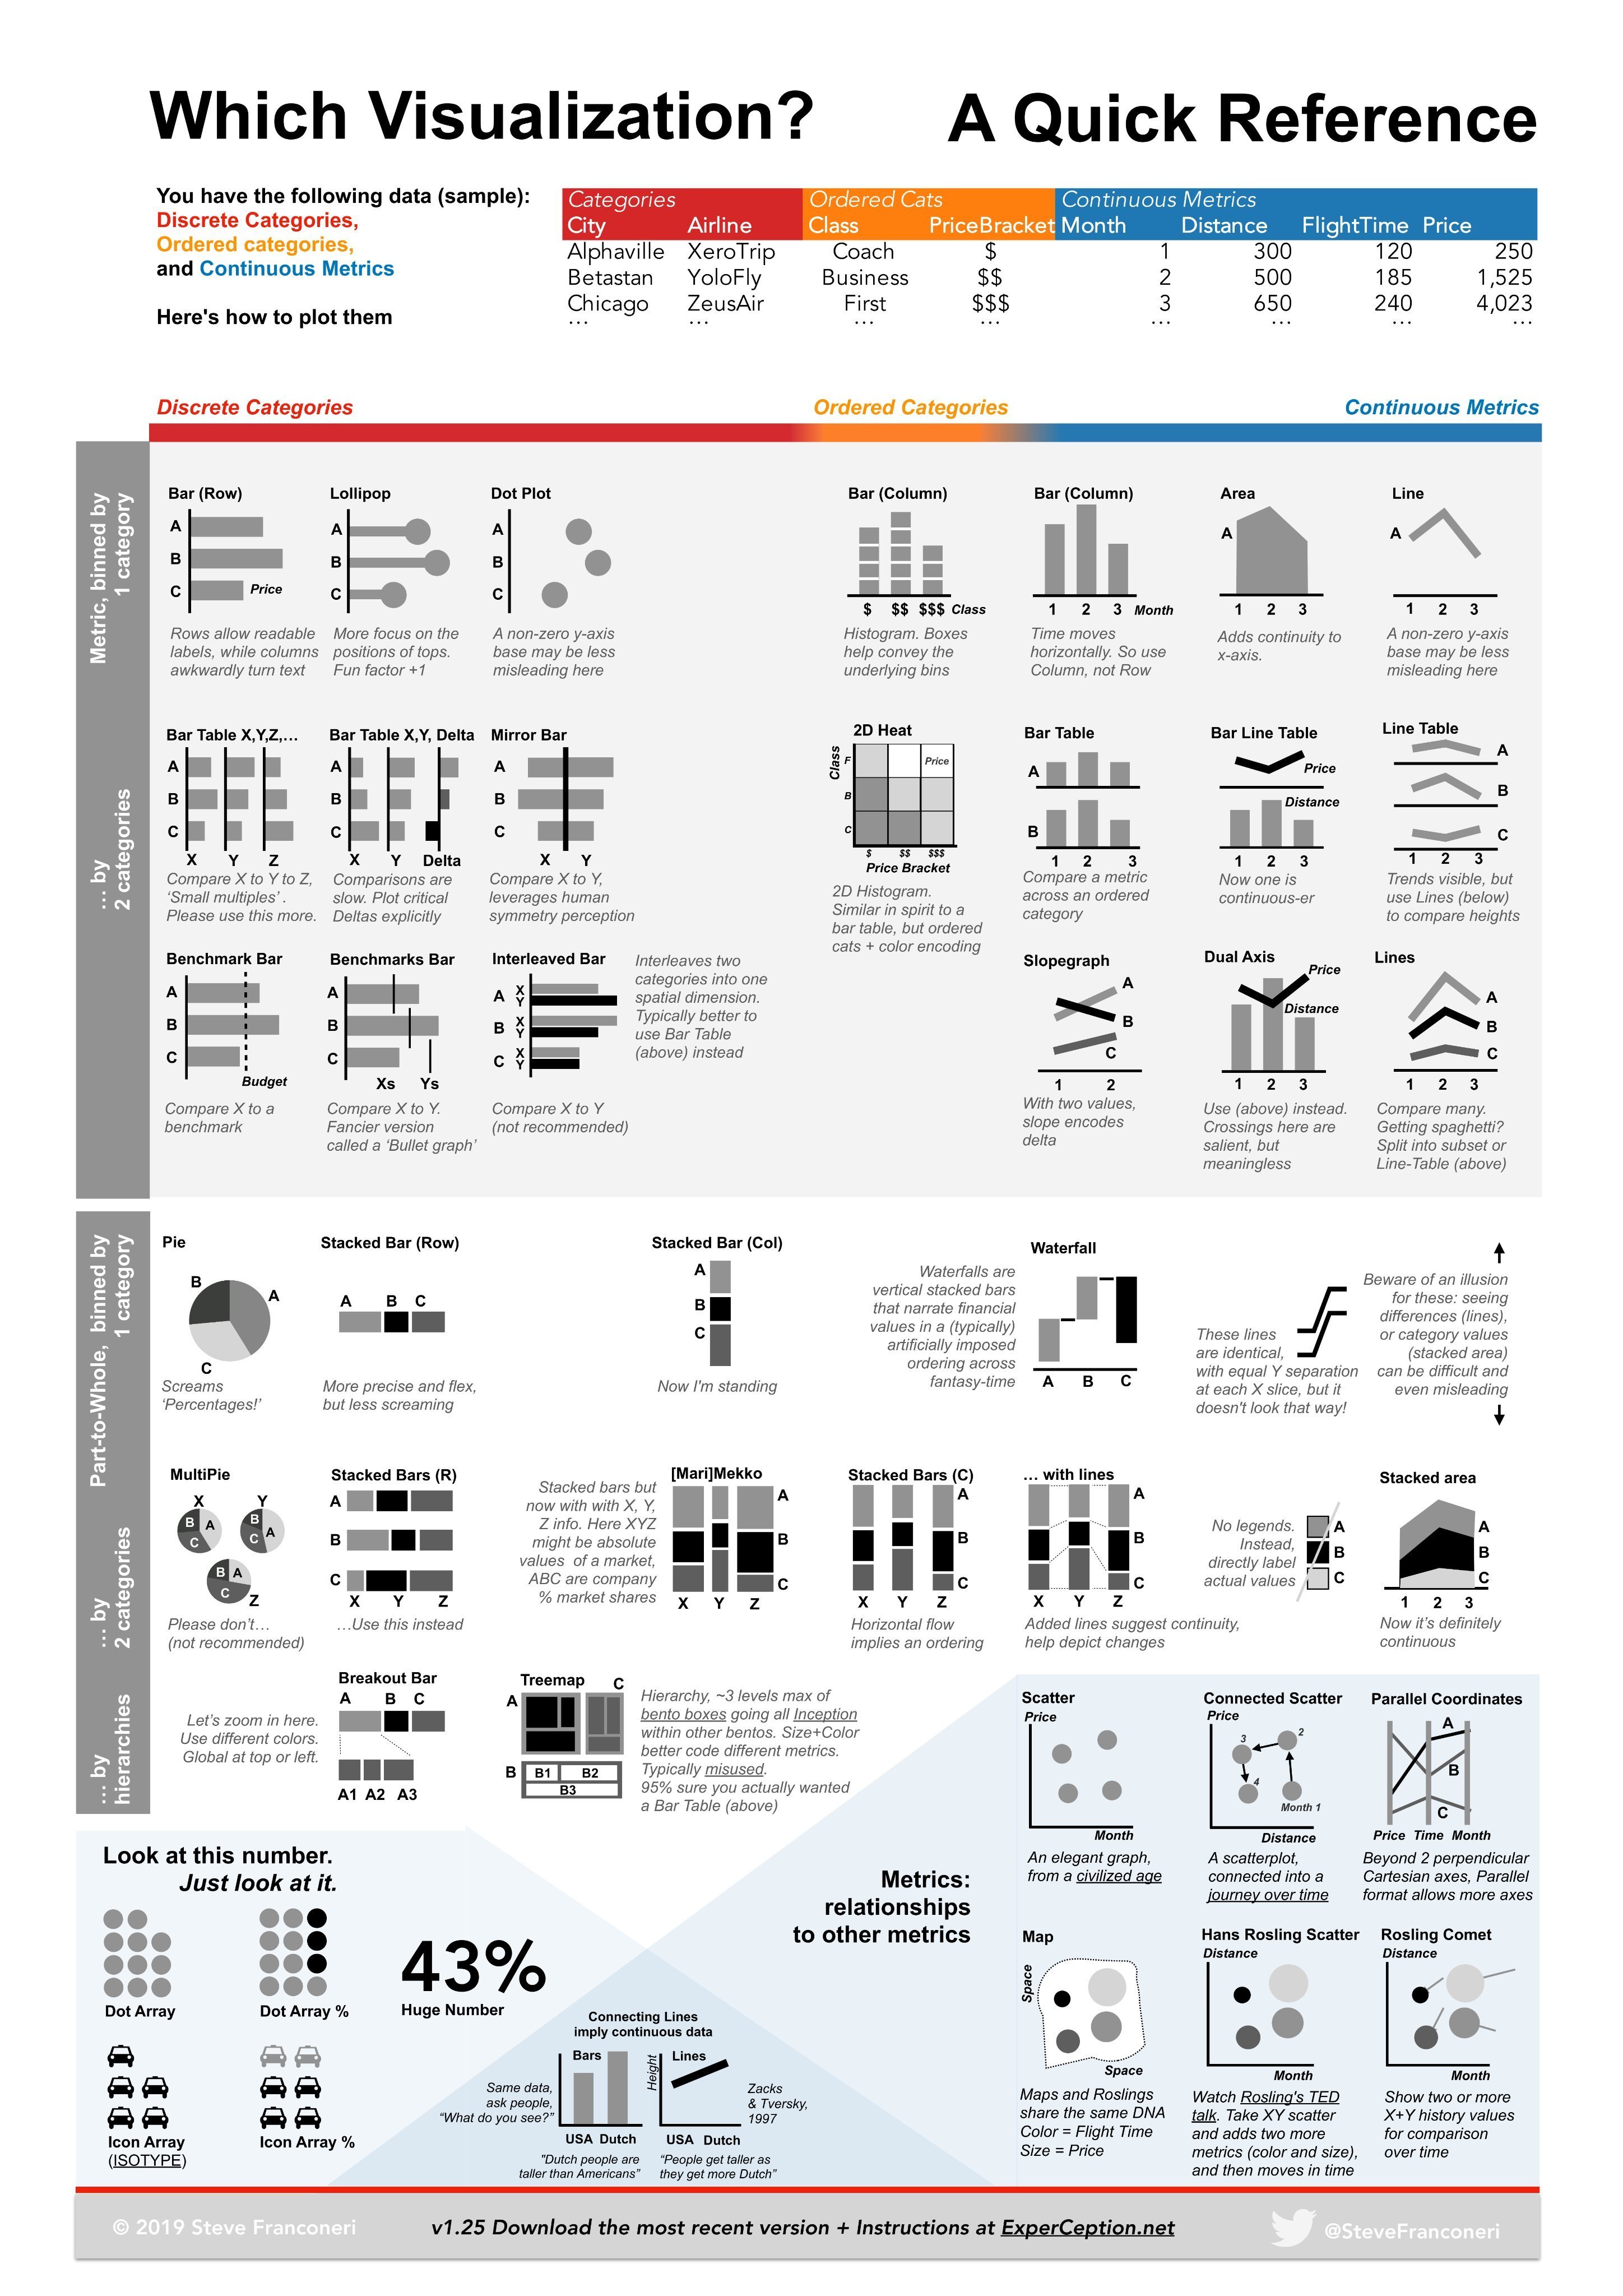 Which Visualization?
A Quick Reference
You have the following data (sample):
Discrete Categories,
Ordered categories,
and Continuous Metrics
Here's how to plot them
Categories Ordered Cats Continuous Metrics
City Airline Class PriceBracket Month Distance FlightTime Price
Alphaville XeroTrip Coach $ 1 300 120 250
Betastan YoloFly Business $$ 2 500 185 1,525
Chicago ZeusAir First $$$ 3 650 240 4,023
… … … … … … … …
Discrete Categories
Ordered Categories
Continuous Metrics
Metric, binned by
1 category
Bar (Row)
A
B
C
Price
Rows allow readable
labels, while columns
awkwardly turn text
Lollipop
A
B
C
More focus on the
positions of tops.
Fun factor +1
Dot Plot
A
B
C
A non-zero y-axis
base may be less
misleading here
Bar (Column)
$ $$ $$$ Class
Histogram. Boxes
help convey the
underlying bins
Bar (Column)
1 2 3 Month
Time moves
horizontally. So use
Column, not Row
Area
A
1 2 3
Adds continuity to
x-axis.
Line
A
1 2 3
A non-zero y-axis
base may be less
misleading here
… by
2 categories
Bar Table X,Y,Z,…
A
B
C
X Y Z
Compare X to Y to Z,
‘Small multiples’ .
Please use this more.
Bar Table X,Y, Delta
A
B
C
X Y Delta
Comparisons are
slow. Plot critical
Deltas explicitly
Mirror Bar
A
B
C
X Y
Compare X to Y,
leverages human
symmetry perception
2D Heat
Class
F
B
C
Price
$ $$ $$$
Price Bracket
2D Histogram.
Similar in spirit to a
bar table, but ordered
cats + color encoding
Bar Table
A
B
1 2 3
Compare a metric
across an ordered
category
Bar Line Table
Price
Distance
1 2 3
Now one is
continuous-er
Line Table
A
B
C
1 2 3
Trends visible, but
use Lines (below)
to compare heights
Benchmark Bar
A
B
C
Budget
Compare X to a
benchmark
Benchmarks Bar
A
B
C
Xs Ys
Compare X to Y.
Fancier version
called a ‘Bullet graph’
Interleaved Bar
A X
Y
B X
Y
C X
Y
Compare X to Y
(not recommended)
Interleaves two
categories into one
spatial dimension.
Typically better to
use Bar Table
(above) instead
Slopegraph
A
B
C
1 2
With two values,
slope encodes
delta
Dual Axis
Price
Distance
1 2 3
Use (above) instead.
Crossings here are
salient, but
meaningless
Lines
A
B
C
1 2 3
Compare many.
Getting spaghetti?
Split into subset or
Line-Table (above)
Part-to-Whole, binned by
1 category
Pie
B
A
C
Screams
‘Percentages!’
Stacked Bar (Row)
A B C
More precise and flex,
but less screaming
Stacked Bar (Col)
A
B
C
Now I'm standing
Waterfalls are
vertical stacked bars
that narrate financial
values in a (typically)
artificially imposed
ordering across
fantasy-time
Waterfall
A B C
These lines
are identical,
with equal Y separation
at each X slice, but it
doesn't look that way!
Beware of an illusion
for these: seeing
differences (lines),
or category values
(stacked area)
can be difficult and
even misleading
… by
2 categories
MultiPie
X Y
B A
C
B A
C
B A
C
Z
Please don’t…
(not recommended)
Stacked Bars (R)
A
B
C
X Y Z
…Use this instead
Stacked bars but
now with with X, Y,
Z info. Here XYZ
might be absolute
values of a market,
ABC are company
% market shares
[Mari]Mekko
A
B
C
X Y Z
Stacked Bars (C)
A
B
C
X Y Z
Horizontal flow
implies an ordering
… with lines
A
B
C
X Y Z
Added lines suggest continuity,
help depict changes
No legends.
Instead,
directly label
actual values
A
B
C
Stacked area
A
B
C
1 2 3
Now it’s definitely
continuous
… by
hierarchies
Let’s zoom in here.
Use different colors.
Global at top or left.
Breakout Bar
A B C
A1 A2 A3
Treemap
A
C
B
B1 B2
B3
Hierarchy, ~3 levels max of
bento boxes going all Inception
within other bentos. Size+Color
better code different metrics.
Typically misused.
95% sure you actually wanted
a Bar Table (above)
Metrics:
relationships
to other metrics
Scatter
Price
Month
An elegant graph,
from a civilized age
Connected Scatter
Price
3 2
4
Month 1
Distance
A scatterplot,
connected into a
journey over time
Parallel Coordinates
A
B
C
Price Time Month
Beyond 2 perpendicular
Cartesian axes, Parallel
format allows more axes
Map
Space
Space
Maps and Roslings
share the same DNA
Color = Flight Time
Size = Price
Hans Rosling Scatter
Distance
Month
Watch Rosling's TED
talk. Take XY scatter
and adds two more
metrics (color and size),
and then moves in time
Rosling Comet
Distance
Month
Show two or more
X+Y history values
for comparison
over time
Look at this number.
Just look at it.
Dot Array
Dot Array %
43%
Huge Number
Icon Array
(ISOTYPE)
Icon Array %
Connecting Lines
imply continuous data
Same data,
ask people,
“What do you see?”
Bars
USA Dutch
"Dutch people are
taller than Americans”
Height
Lines
USA Dutch
“People get taller as
they get more Dutch”
Zacks
& Tversky,
1997
© 2019 Steve Franconeri
v1.25 Download the most recent version + Instructions at ExperCeption.net
@SteveFranconeri